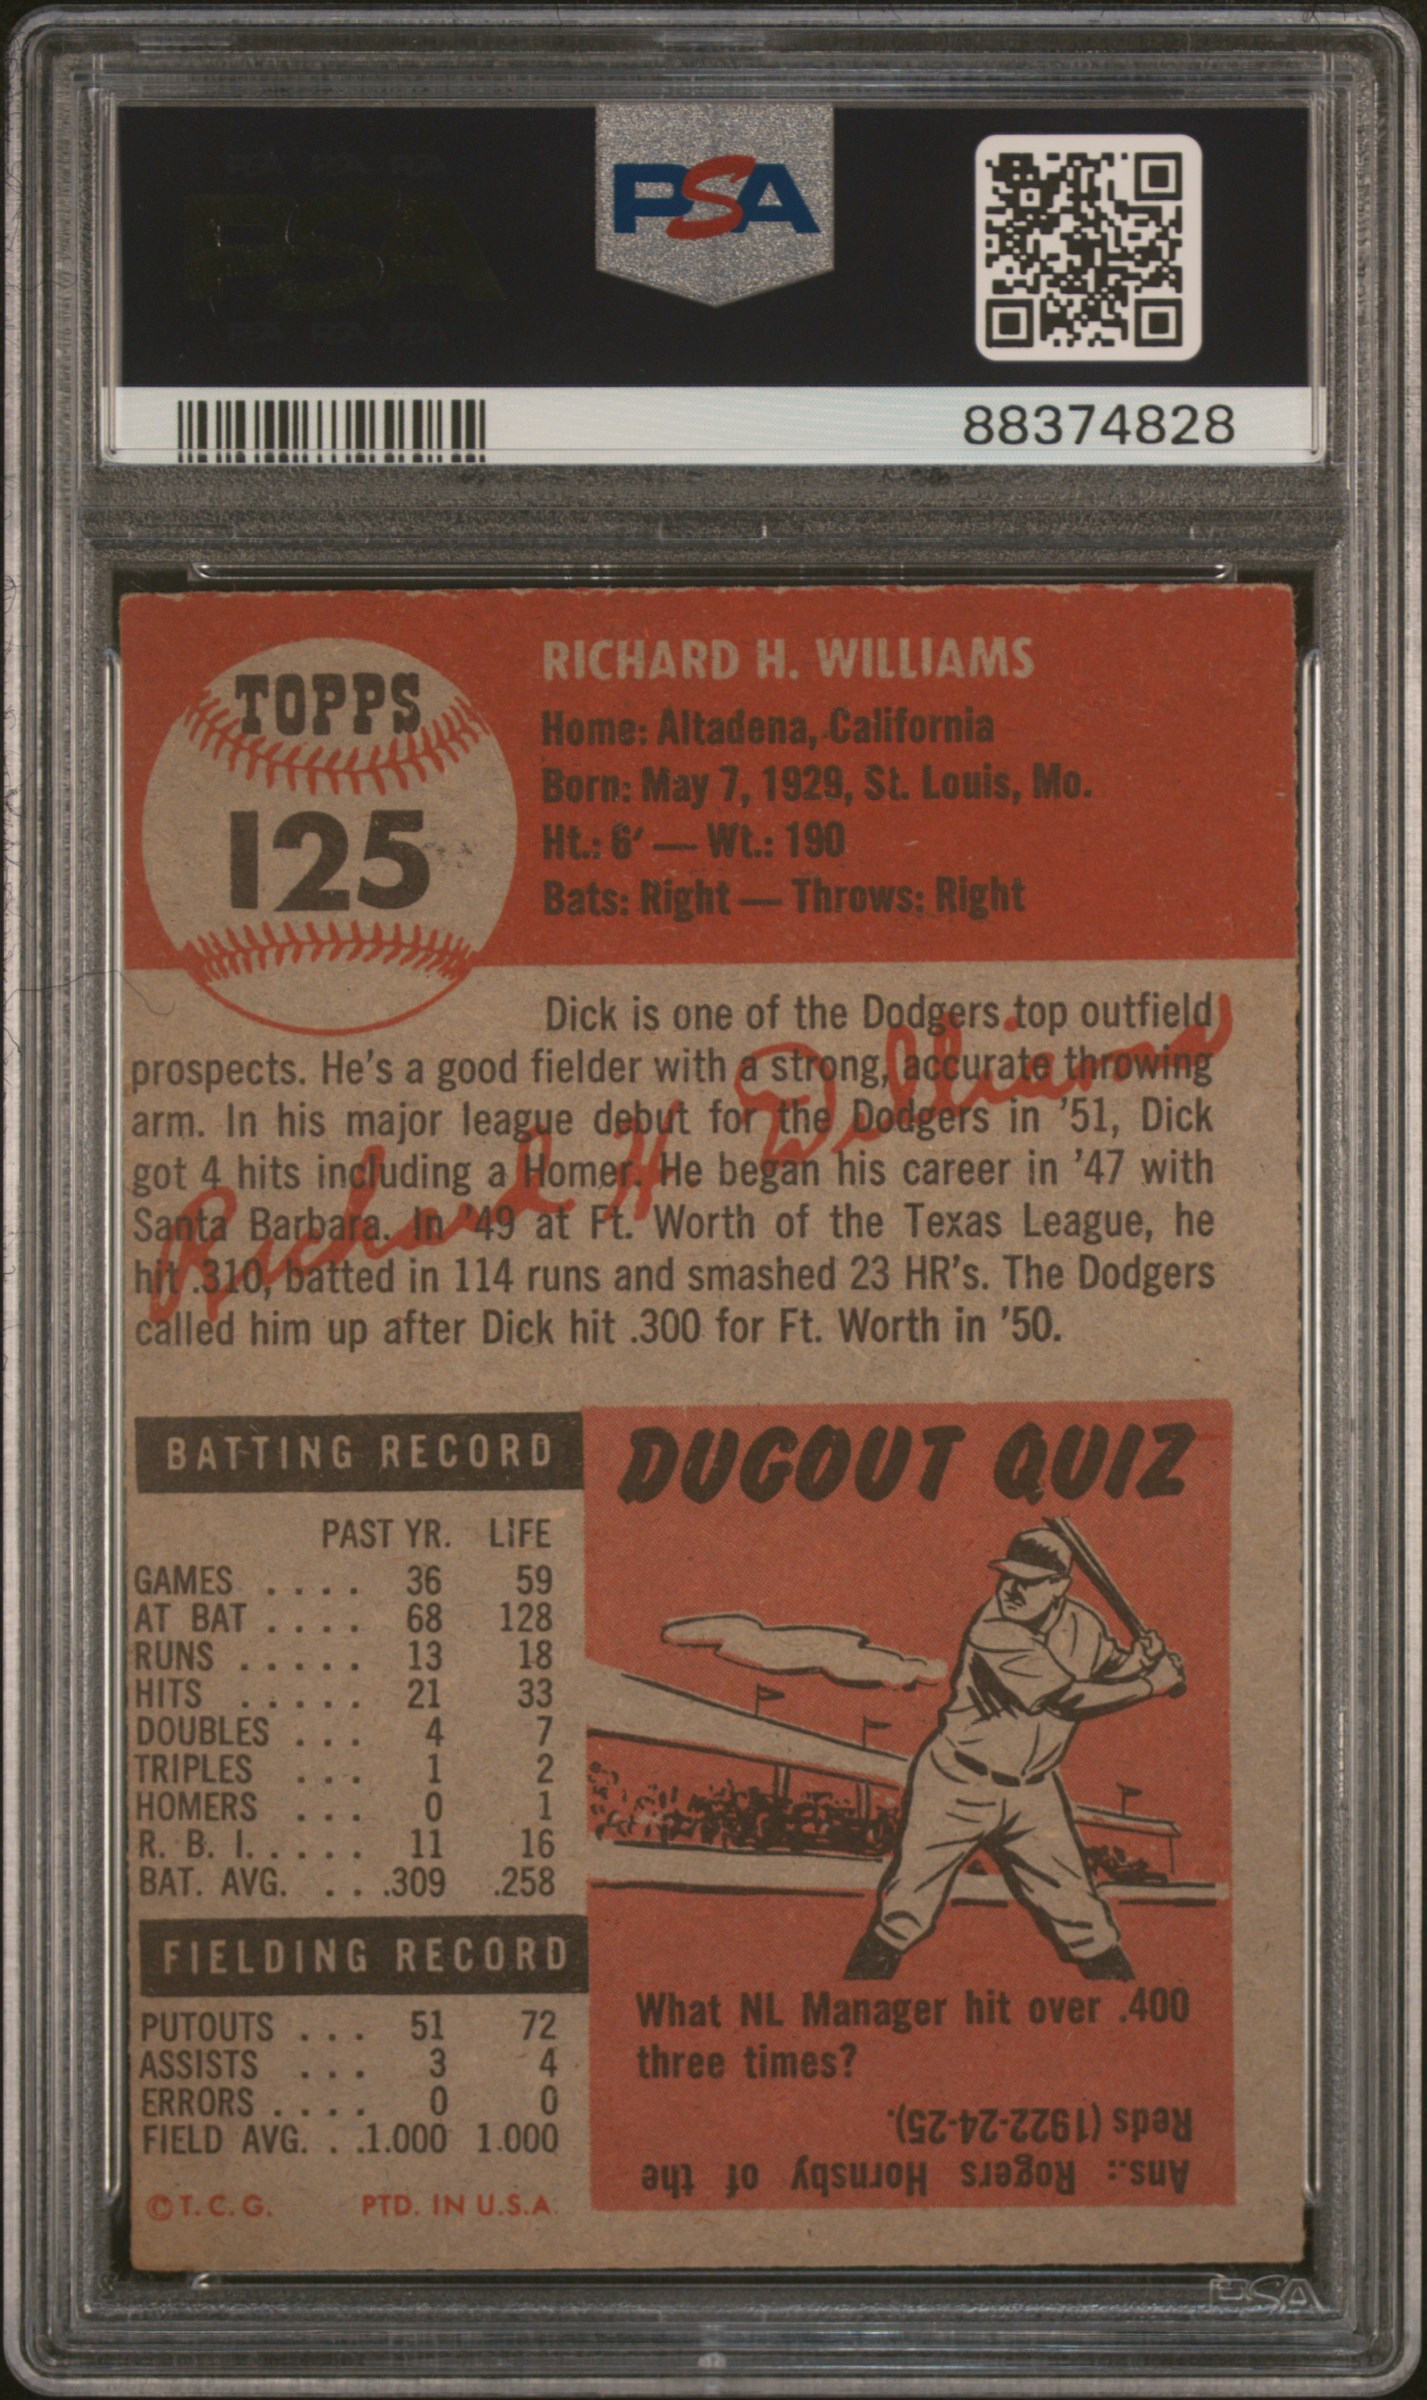 PSA
88374828
TOPPS
125
RICHARD H. WILLIAMS
Home: Altadena, California
Born: May 7, 1929, St. Louis, Mo.
Ht.: 6' — Wt.: 190
Bats: Right — Throws: Right
Dick is one of the Dodgers top outfield
prospects. He's a good fielder with a strong, accurate throwing
arm. In his major league debut for the Dodgers in '51, Dick
got 4 hits including a Homer. He began his career in '47 with
Santa Barbara. In '49 at Ft. Worth of the Texas League, he
hit .310, batted in 114 runs and smashed 23 HR's. The Dodgers
called him up after Dick hit .300 for Ft. Worth in '50.
Richard H. Williams
BATTING RECORD
PAST YR. LIFE
GAMES .... 36 59
AT BAT .... 68 128
RUNS ..... 13 18
HITS ..... 21 33
DOUBLES ... 4 7
TRIPLES ... 1 2
HOMERS ... 0 1
R. B. I. .... 11 16
BAT. AVG. . . .309 .258
FIELDING RECORD
PUTOUTS ... 51 72
ASSISTS ... 3 4
ERRORS .... 0 0
FIELD AVG. . .1.000 1.000
© T. C. G. PTD. IN U.S.A.
DUGOUT QUIZ
What NL Manager hit over .400
three times?
Ans.: Rogers Hornsby of the
Reds (1922-24-25).
PSA